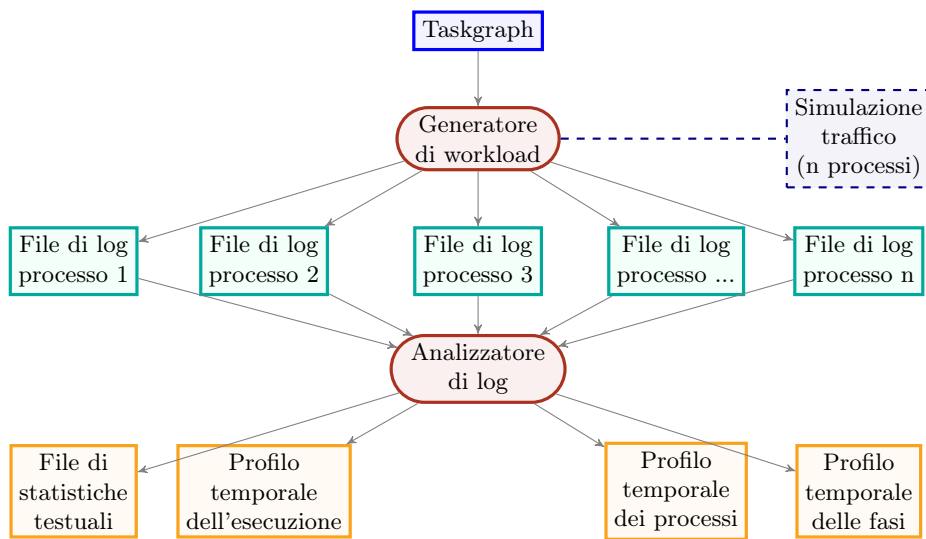 Taskgraph
Generatore
di workload
Simulazione
traffico
(n processi)
File di log
processo 1
File di log
processo 2
File di log
processo 3
File di log
processo ...
File di log
processo n
Analizzatore
di log
File di
statistiche
testuali
Profilo
temporale
dell'esecuzione
Profilo
temporale
dei processi
Profilo
temporale
delle fasi